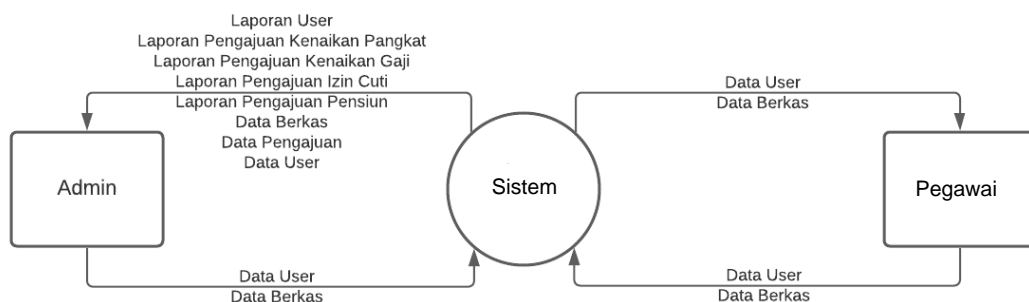 Laporan User
Laporan Pengajuan Kenaikan Pangkat
Laporan Pengajuan Kenaikan Gaji
Laporan Pengajuan Izin Cuti
Laporan Pengajuan Pensiun
Data Berkas
Data Pengajuan
Data User
Data User
Data Berkas
Admin
Sistem
Pegawai
Data User
Data Berkas
Data User
Data Berkas